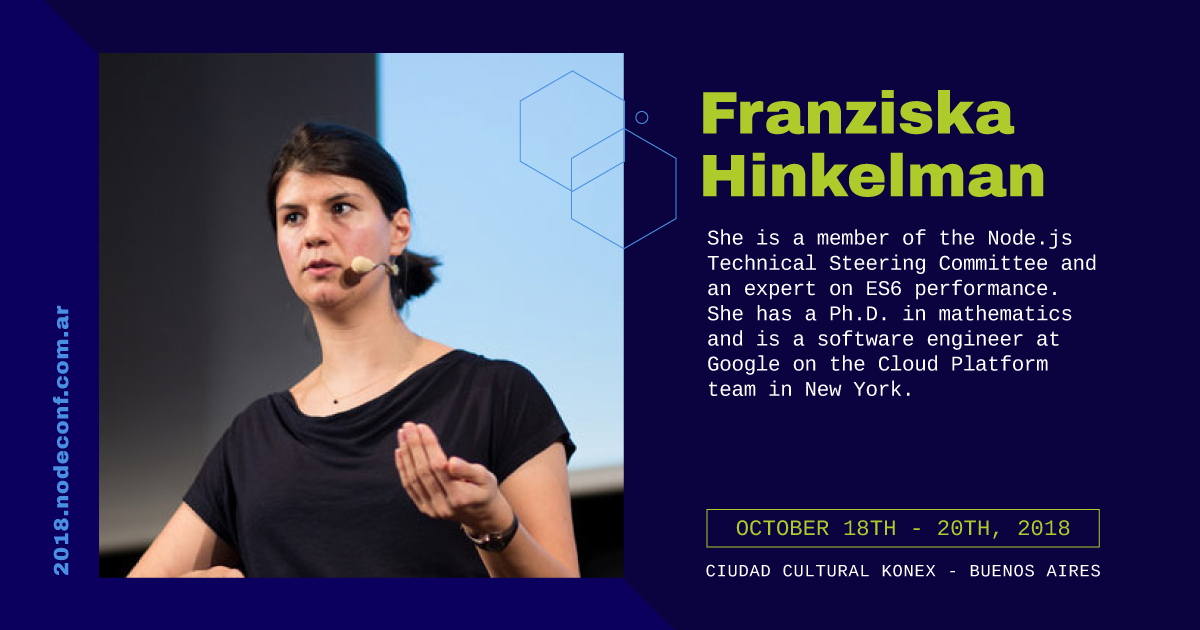 Franziska
Hinkelman
She is a member of the Node.js
Technical Steering Committee and
an expert on ES6 performance.
She has a Ph.D. in mathematics
and is a software engineer at
Google on the Cloud Platform
team in New York.
OCTOBER 18TH - 20TH, 2018
CIUDAD CULTURAL KONEX - BUENOS AIRES
2018.nodeconf.com.ar